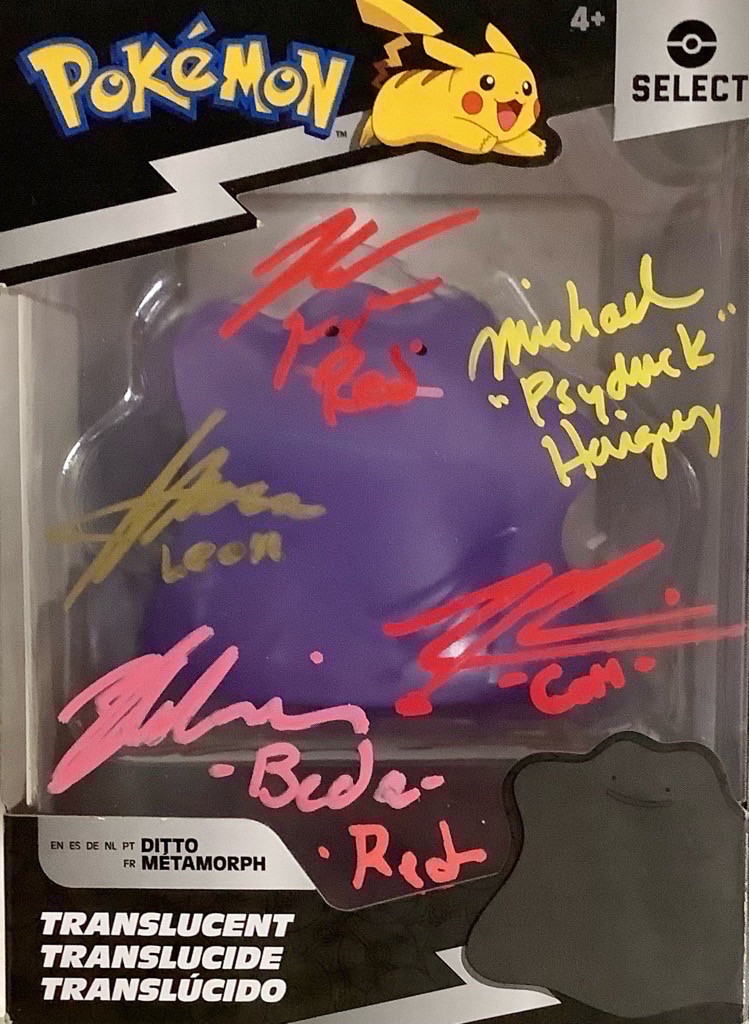 4+
POKéMON
TM
SELECT
Michael
"Psyduck"
Haigney
Red
Leon
- Bede -
Red
EN ES DE NL PT DITTO
FR MÉTAMORPH
TRANSLUCENT
TRANSLUCIDE
TRANSLÚCIDO